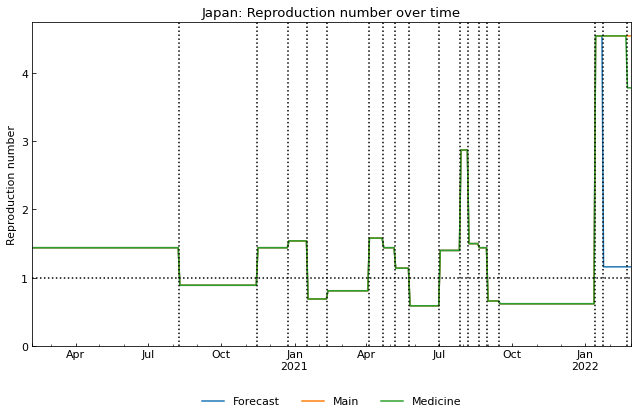 Japan: Reproduction number over time
Reproduction number
4
3
2
1
0
Apr Jul Oct Jan Apr Jul Oct Jan
2021 2022
Forecast Main Medicine